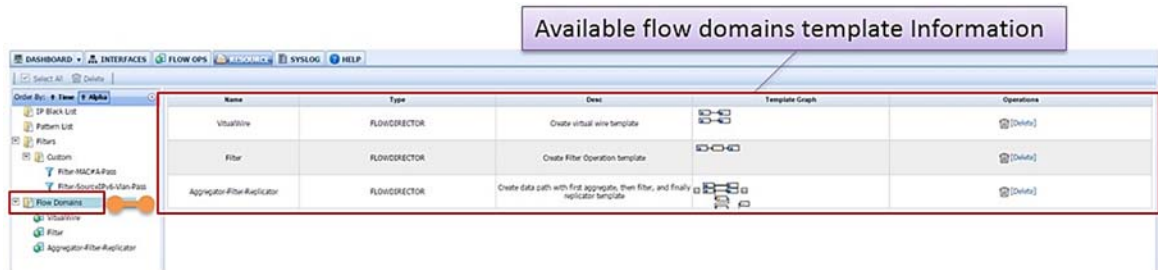 Available flow domains template Information
DASHBOARD INTERFACES FLOW OPS RESOURCE SYSLOG HELP
Select All Delete
Order By: Time Alpha
Name Type Desc Template Graph Operations
IP Black List
Pattern List
Filters
Custom
Filter-MAC#A-Pass
Filter-SourceIPv6-Vlan-Pass
Flow Domains
VitualWire
Filter
Aggregator-Filter-Replicator
VitualWire FLOWDIRECTOR Create virtual wire template [Delete]
Filter FLOWDIRECTOR Create Filter Operation template [Delete]
Aggregator-Filter-Replicator FLOWDIRECTOR Create data path with first aggregate, then filter, and finally
replicator template [Delete]